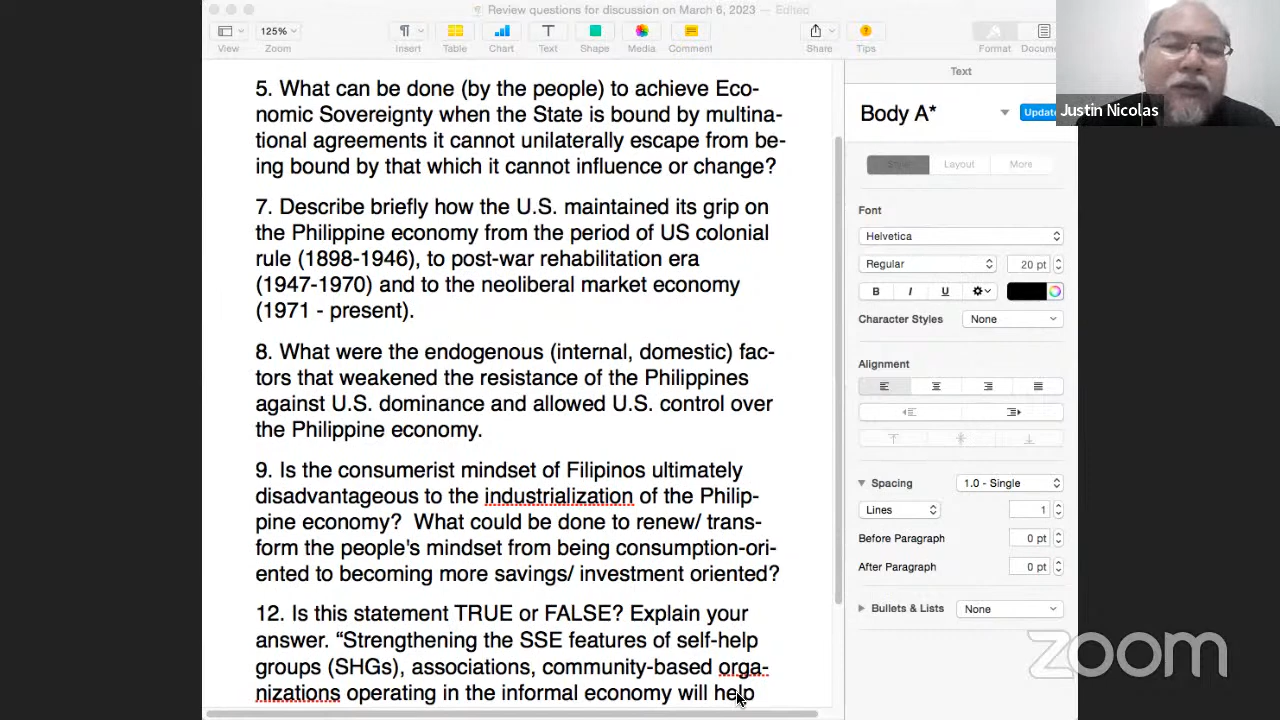 Review questions for discussion on March 6, 2023 — Edited
125%
View
Zoom
Insert
Table
Chart
Text
Shape
Media
Comment
Share
Tips
Format
Docume
5. What can be done (by the people) to achieve Eco-
nomic Sovereignty when the State is bound by multina-
tional agreements it cannot unilaterally escape from be-
ing bound by that which it cannot influence or change?
7. Describe briefly how the U.S. maintained its grip on
the Philippine economy from the period of US colonial
rule (1898-1946), to post-war rehabilitation era
(1947-1970) and to the neoliberal market economy
(1971 - present).
8. What were the endogenous (internal, domestic) fac-
tors that weakened the resistance of the Philippines
against U.S. dominance and allowed U.S. control over
the Philippine economy.
9. Is the consumerist mindset of Filipinos ultimately
disadvantageous to the industrialization of the Philip-
pine economy?  What could be done to renew/ trans-
form the people's mindset from being consumption-ori-
ented to becoming more savings/ investment oriented?
12. Is this statement TRUE or FALSE? Explain your
answer. “Strengthening the SSE features of self-help
groups (SHGs), associations, community-based orga-
nizations operating in the informal economy will help
Text
Body A*
Update
Style
Layout
More
Font
Helvetica
Regular
20 pt
B I U
Character Styles
None
Alignment
Spacing
1.0 - Single
Lines
1
Before Paragraph
0 pt
After Paragraph
0 pt
Bullets & Lists
None
Justin Nicolas
zoom